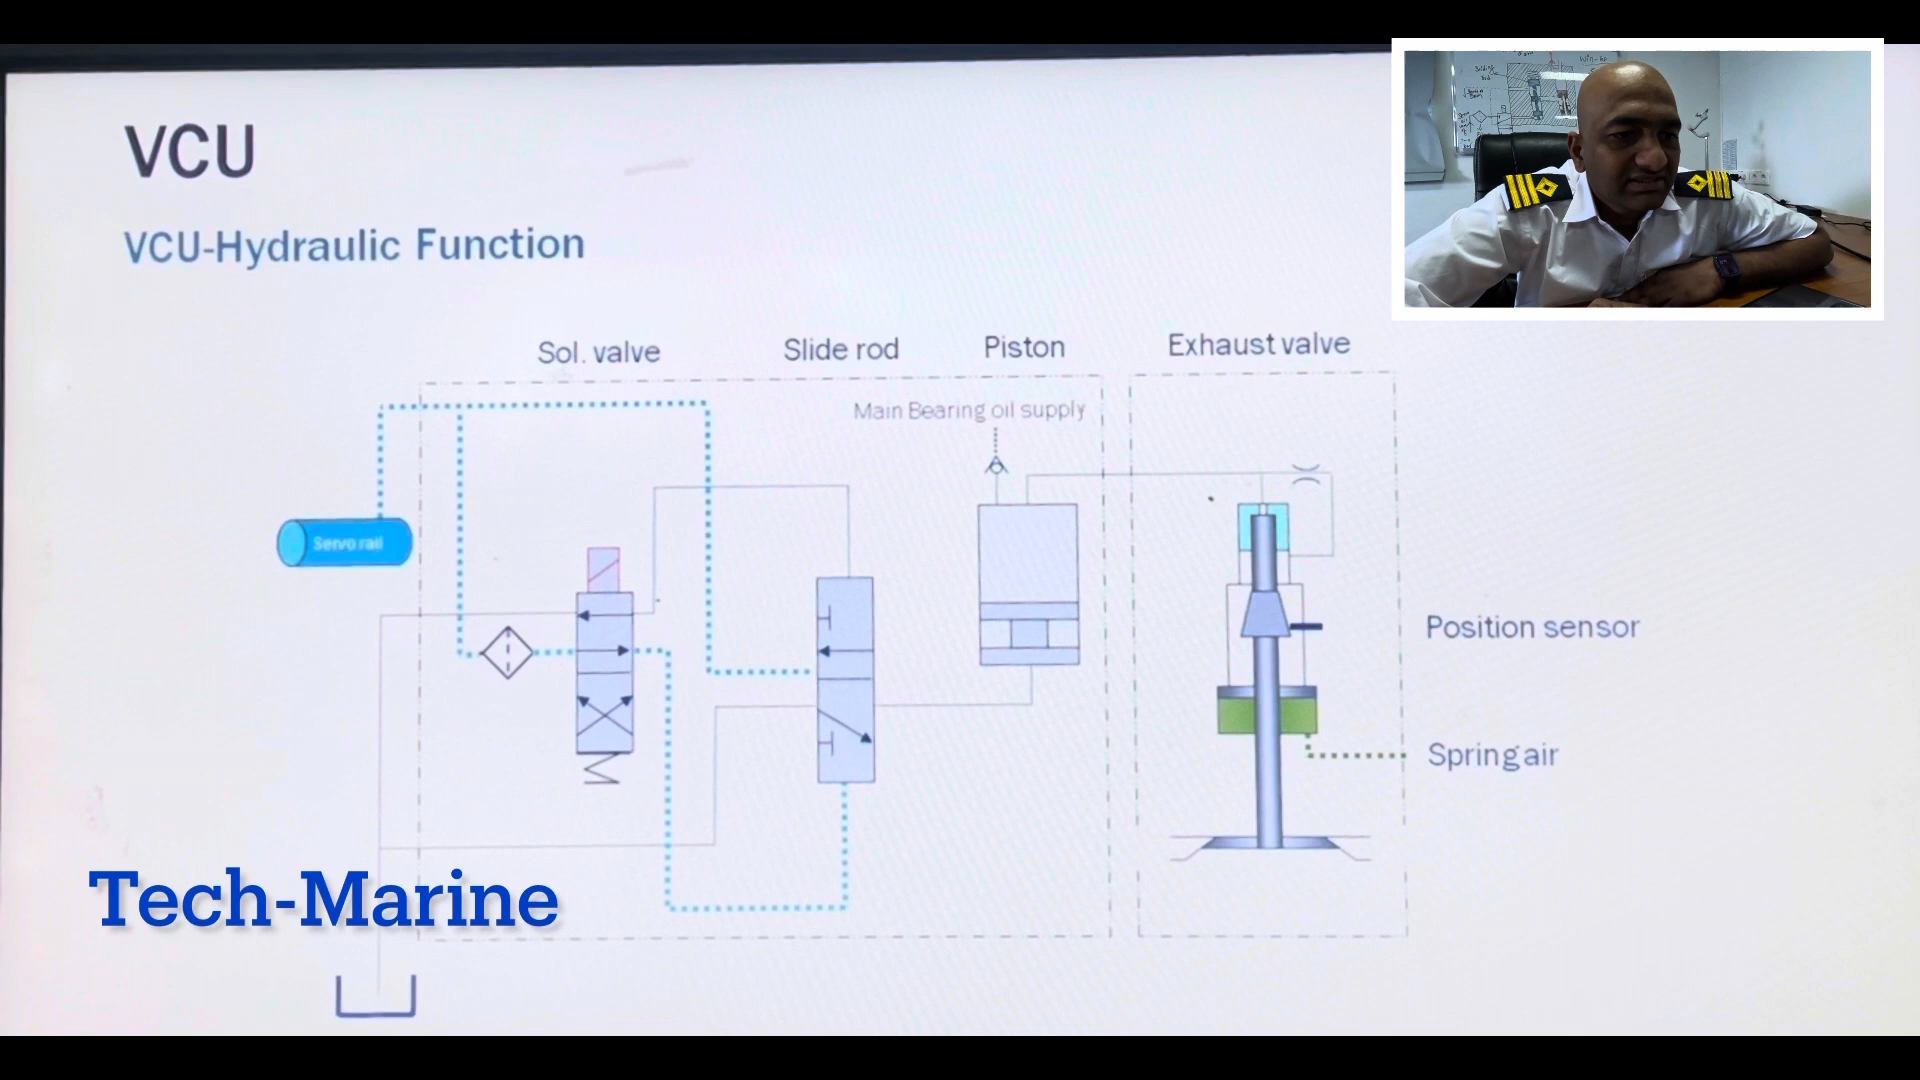 VCU
VCU-Hydraulic Function
Sol. valve
Slide rod
Piston
Exhaust valve
Main Bearing oil supply
Servo rail
Position sensor
Spring air
Tech-Marine